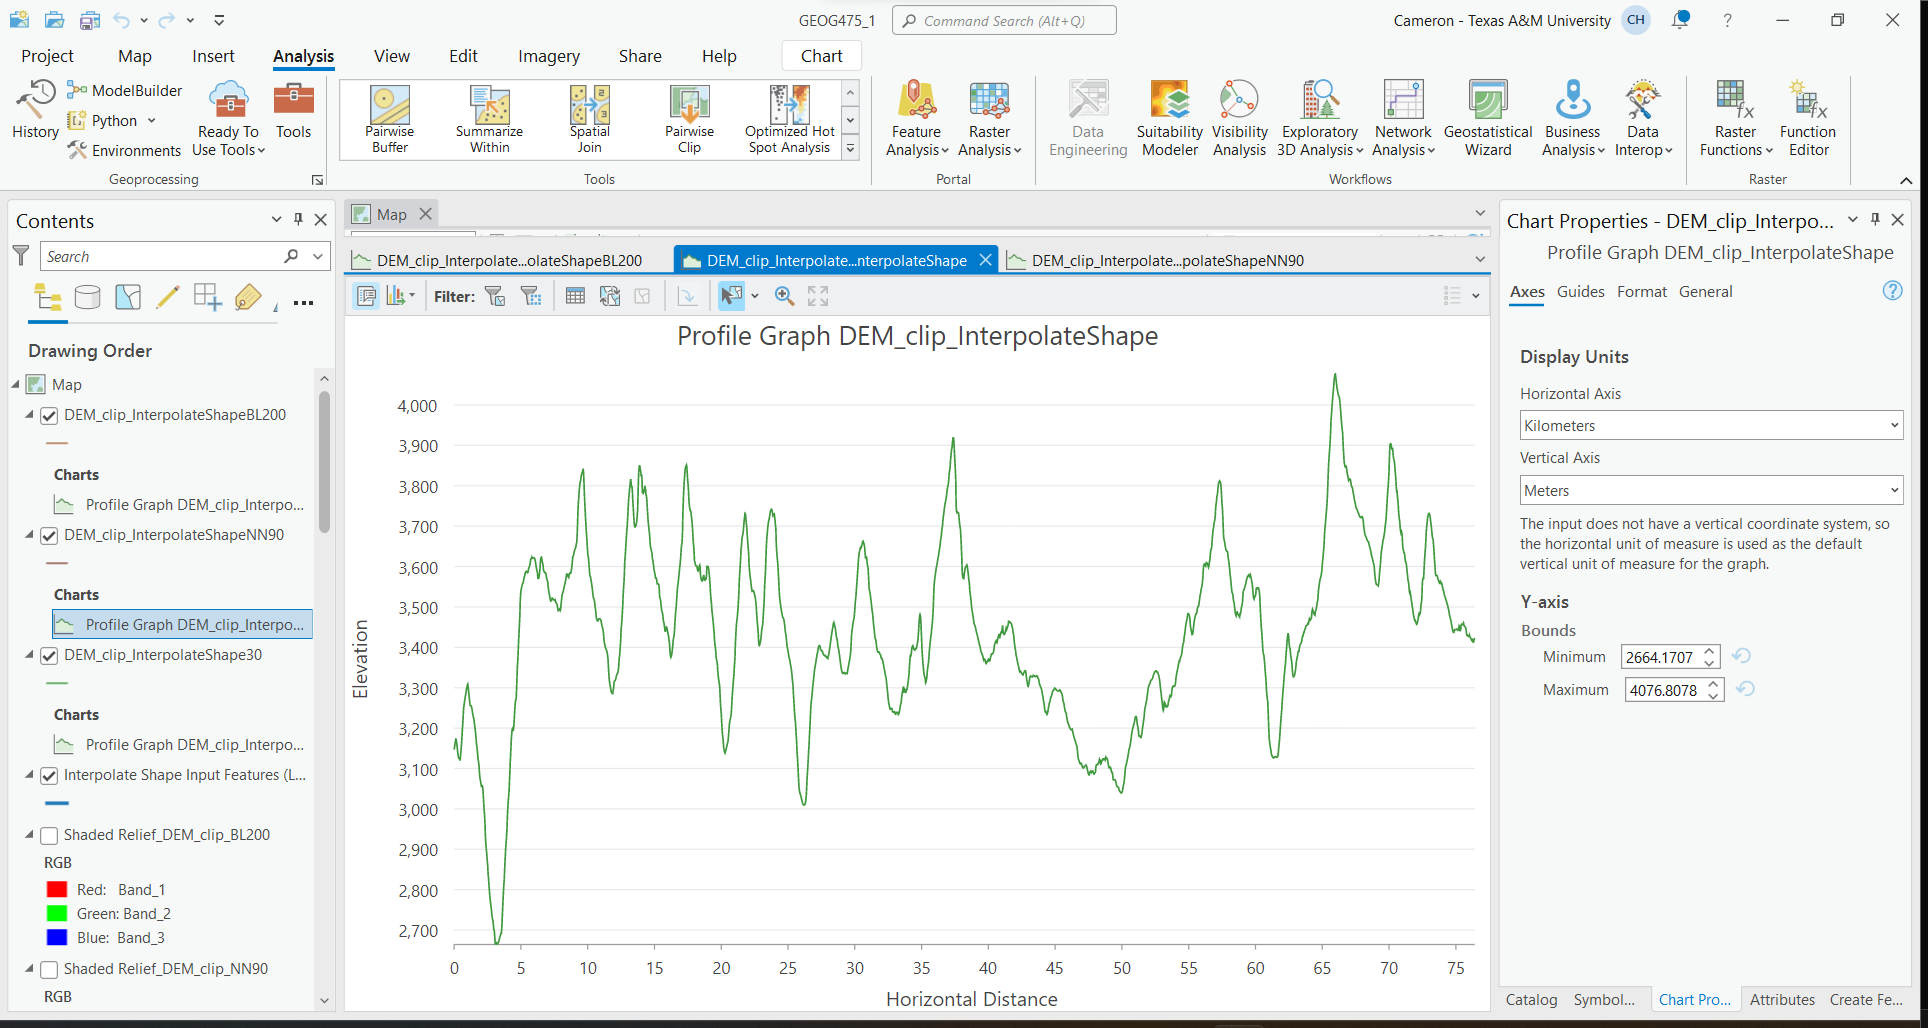 GEOG475_1
Command Search (Alt+Q)
Cameron - Texas A&M University
CH
?
Project
Map
Insert
Analysis
View
Edit
Imagery
Share
Help
Chart
History
ModelBuilder
Python
Environments
Ready To
Use Tools
Tools
Geoprocessing
Pairwise
Buffer
Summarize
Within
Spatial
Join
Pairwise
Clip
Optimized Hot
Spot Analysis
Tools
Feature
Analysis
Raster
Analysis
Portal
Data
Engineering
Suitability
Modeler
Visibility
Analysis
Exploratory
3D Analysis
Network
Analysis
Geostatistical
Wizard
Business
Analysis
Data
Interop
Workflows
Raster
Functions
Function
Editor
Raster
Contents
Search
Drawing Order
Map
DEM_clip_InterpolateShapeBL200
Charts
Profile Graph DEM_clip_Interpo...
DEM_clip_InterpolateShapeNN90
Charts
Profile Graph DEM_clip_Interpo...
DEM_clip_InterpolateShape30
Charts
Profile Graph DEM_clip_Interpo...
Interpolate Shape Input Features (L...
Shaded Relief_DEM_clip_BL200
RGB
Red: Band_1
Green: Band_2
Blue: Band_3
Shaded Relief_DEM_clip_NN90
RGB
Map
DEM_clip_Interpolate...olateShapeBL200
DEM_clip_Interpolate...nterpolateShape
DEM_clip_Interpolate...polateShapeNN90
Filter:
Profile Graph DEM_clip_InterpolateShape
4,000
3,900
3,800
3,700
3,600
3,500
3,400
3,300
3,200
3,100
3,000
2,900
2,800
2,700
Elevation
0 5 10 15 20 25 30 35 40 45 50 55 60 65 70 75
Horizontal Distance
Chart Properties - DEM_clip_Interpo...
Profile Graph DEM_clip_InterpolateShape
Axes
Guides
Format
General
?
Display Units
Horizontal Axis
Kilometers
Vertical Axis
Meters
The input does not have a vertical coordinate system, so
the horizontal unit of measure is used as the default
vertical unit of measure for the graph.
Y-axis
Bounds
Minimum 2664.1707
Maximum 4076.8078
Catalog
Symbol...
Chart Pro...
Attributes
Create Fe...